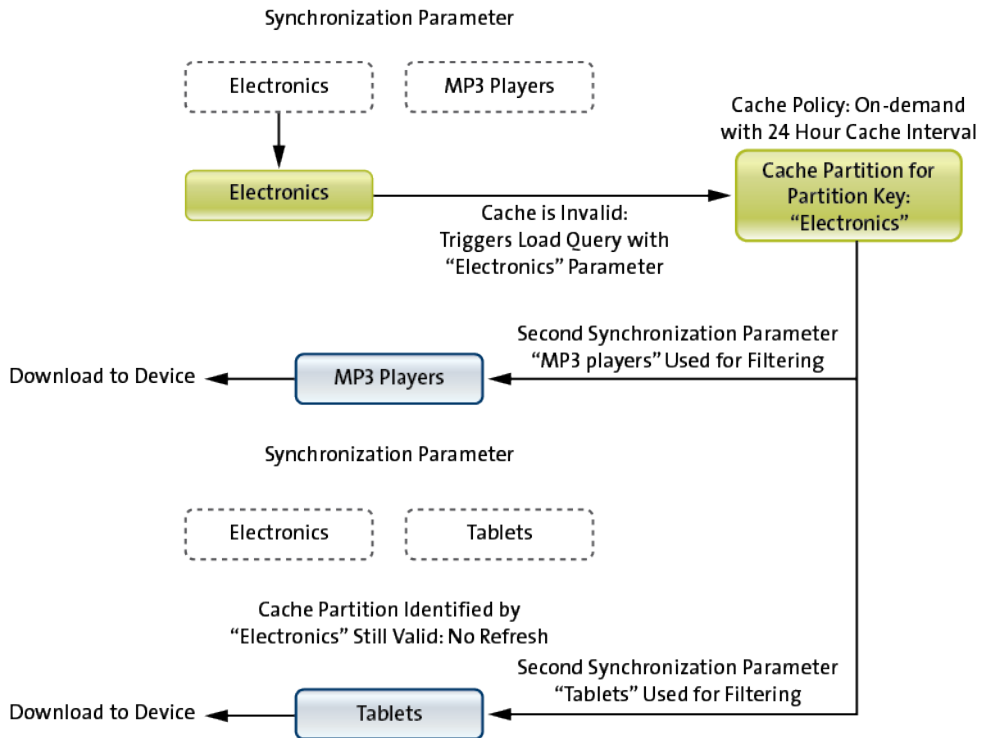 Synchronization Parameter
Electronics
MP3 Players
Cache Policy: On-demand
with 24 Hour Cache Interval
Electronics
Cache Partition for
Partition Key:
“Electronics”
Cache is Invalid:
Triggers Load Query with
“Electronics” Parameter
Second Synchronization Parameter
“MP3 players” Used for Filtering
Download to Device
MP3 Players
Synchronization Parameter
Electronics
Tablets
Cache Partition Identified by
“Electronics” Still Valid: No Refresh
Second Synchronization Parameter
“Tablets” Used for Filtering
Download to Device
Tablets